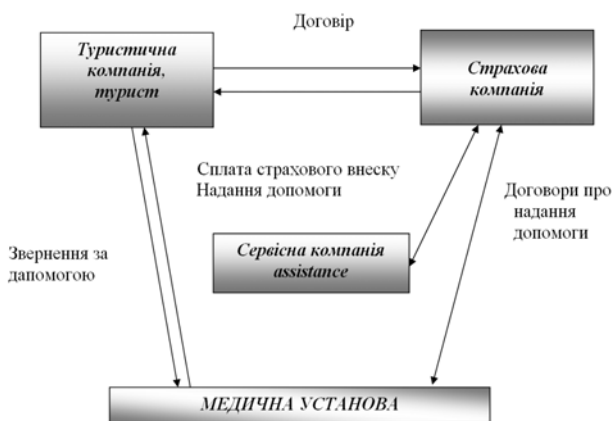 Договір
Туристична
компанія,
турист
Страхова
компанія
Сплата страхового внеску
Надання допомоги
Договори про
надання
допомоги
Звернення за
дапомогою
Сервісна компанія
assistance
МЕДИЧНА УСТАНОВА